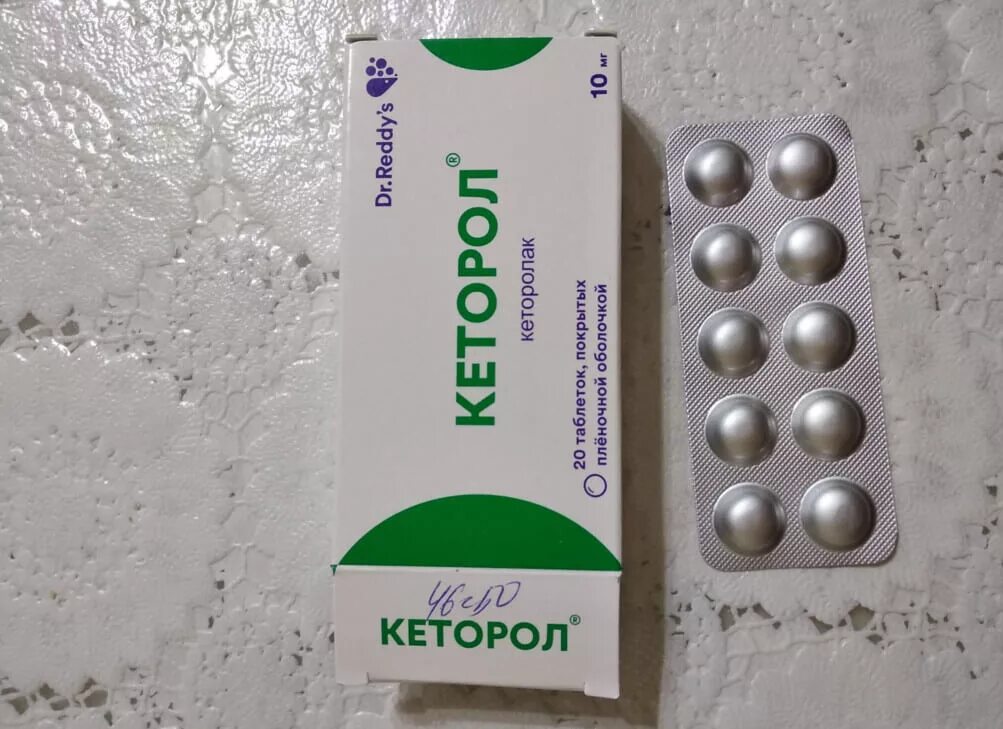 Dr.Reddy's
10 мг
КЕТОРОЛ®
кеторолак
20 таблеток, покрытых
плёночной оболочкой
КЕТОРОЛ®